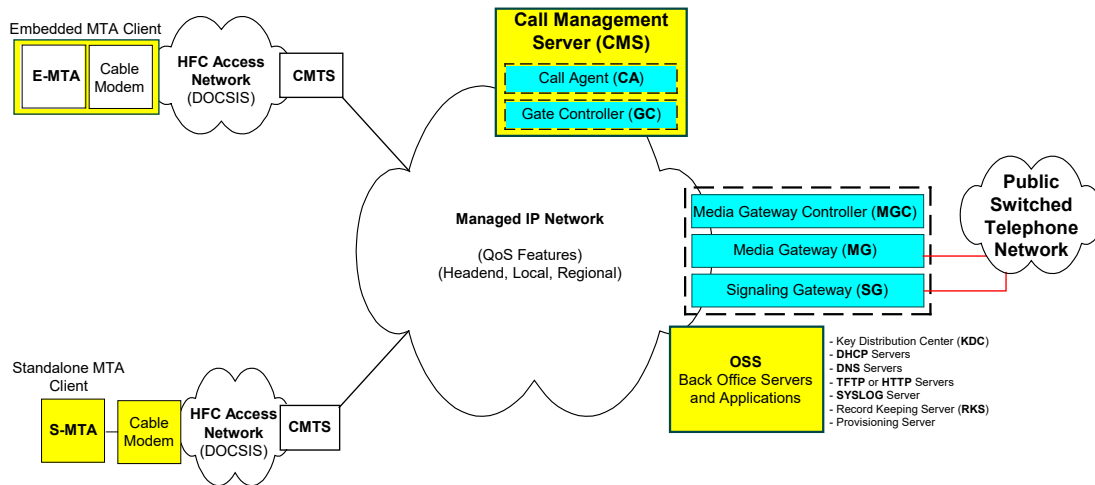 Embedded MTA Client
E-MTA
Cable
Modem
HFC Access
Network
(DOCSIS)
CMTS
Call Management
Server (CMS)
Call Agent (CA)
Gate Controller (GC)
Managed IP Network
(QoS Features)
(Headend, Local, Regional)
Media Gateway Controller (MGC)
Media Gateway (MG)
Signaling Gateway (SG)
Public
Switched
Telephone
Network
OSS
Back Office Servers
and Applications
- Key Distribution Center (KDC)
- DHCP Servers
- DNS Servers
- TFTP or HTTP Servers
- SYSLOG Server
- Record Keeping Server (RKS)
- Provisioning Server
Standalone MTA
Client
S-MTA
Cable
Modem
HFC Access
Network
(DOCSIS)
CMTS